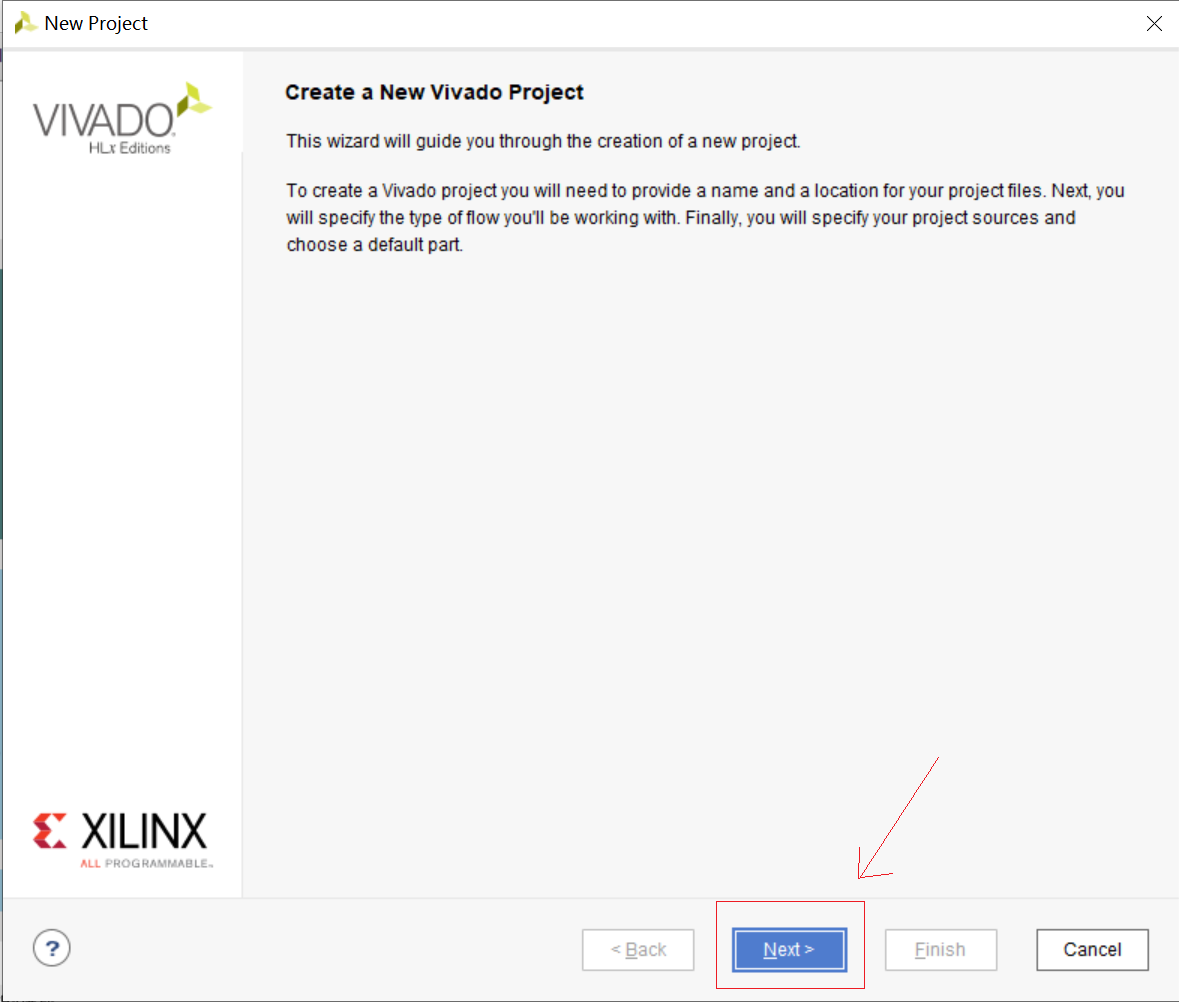 New Project
VIVADO
HLx Editions
Create a New Vivado Project
This wizard will guide you through the creation of a new project.
To create a Vivado project you will need to provide a name and a location for your project files. Next, you
will specify the type of flow you'll be working with. Finally, you will specify your project sources and
choose a default part.
XILINX
ALL PROGRAMMABLE™
?
< Back
Next >
Finish
Cancel